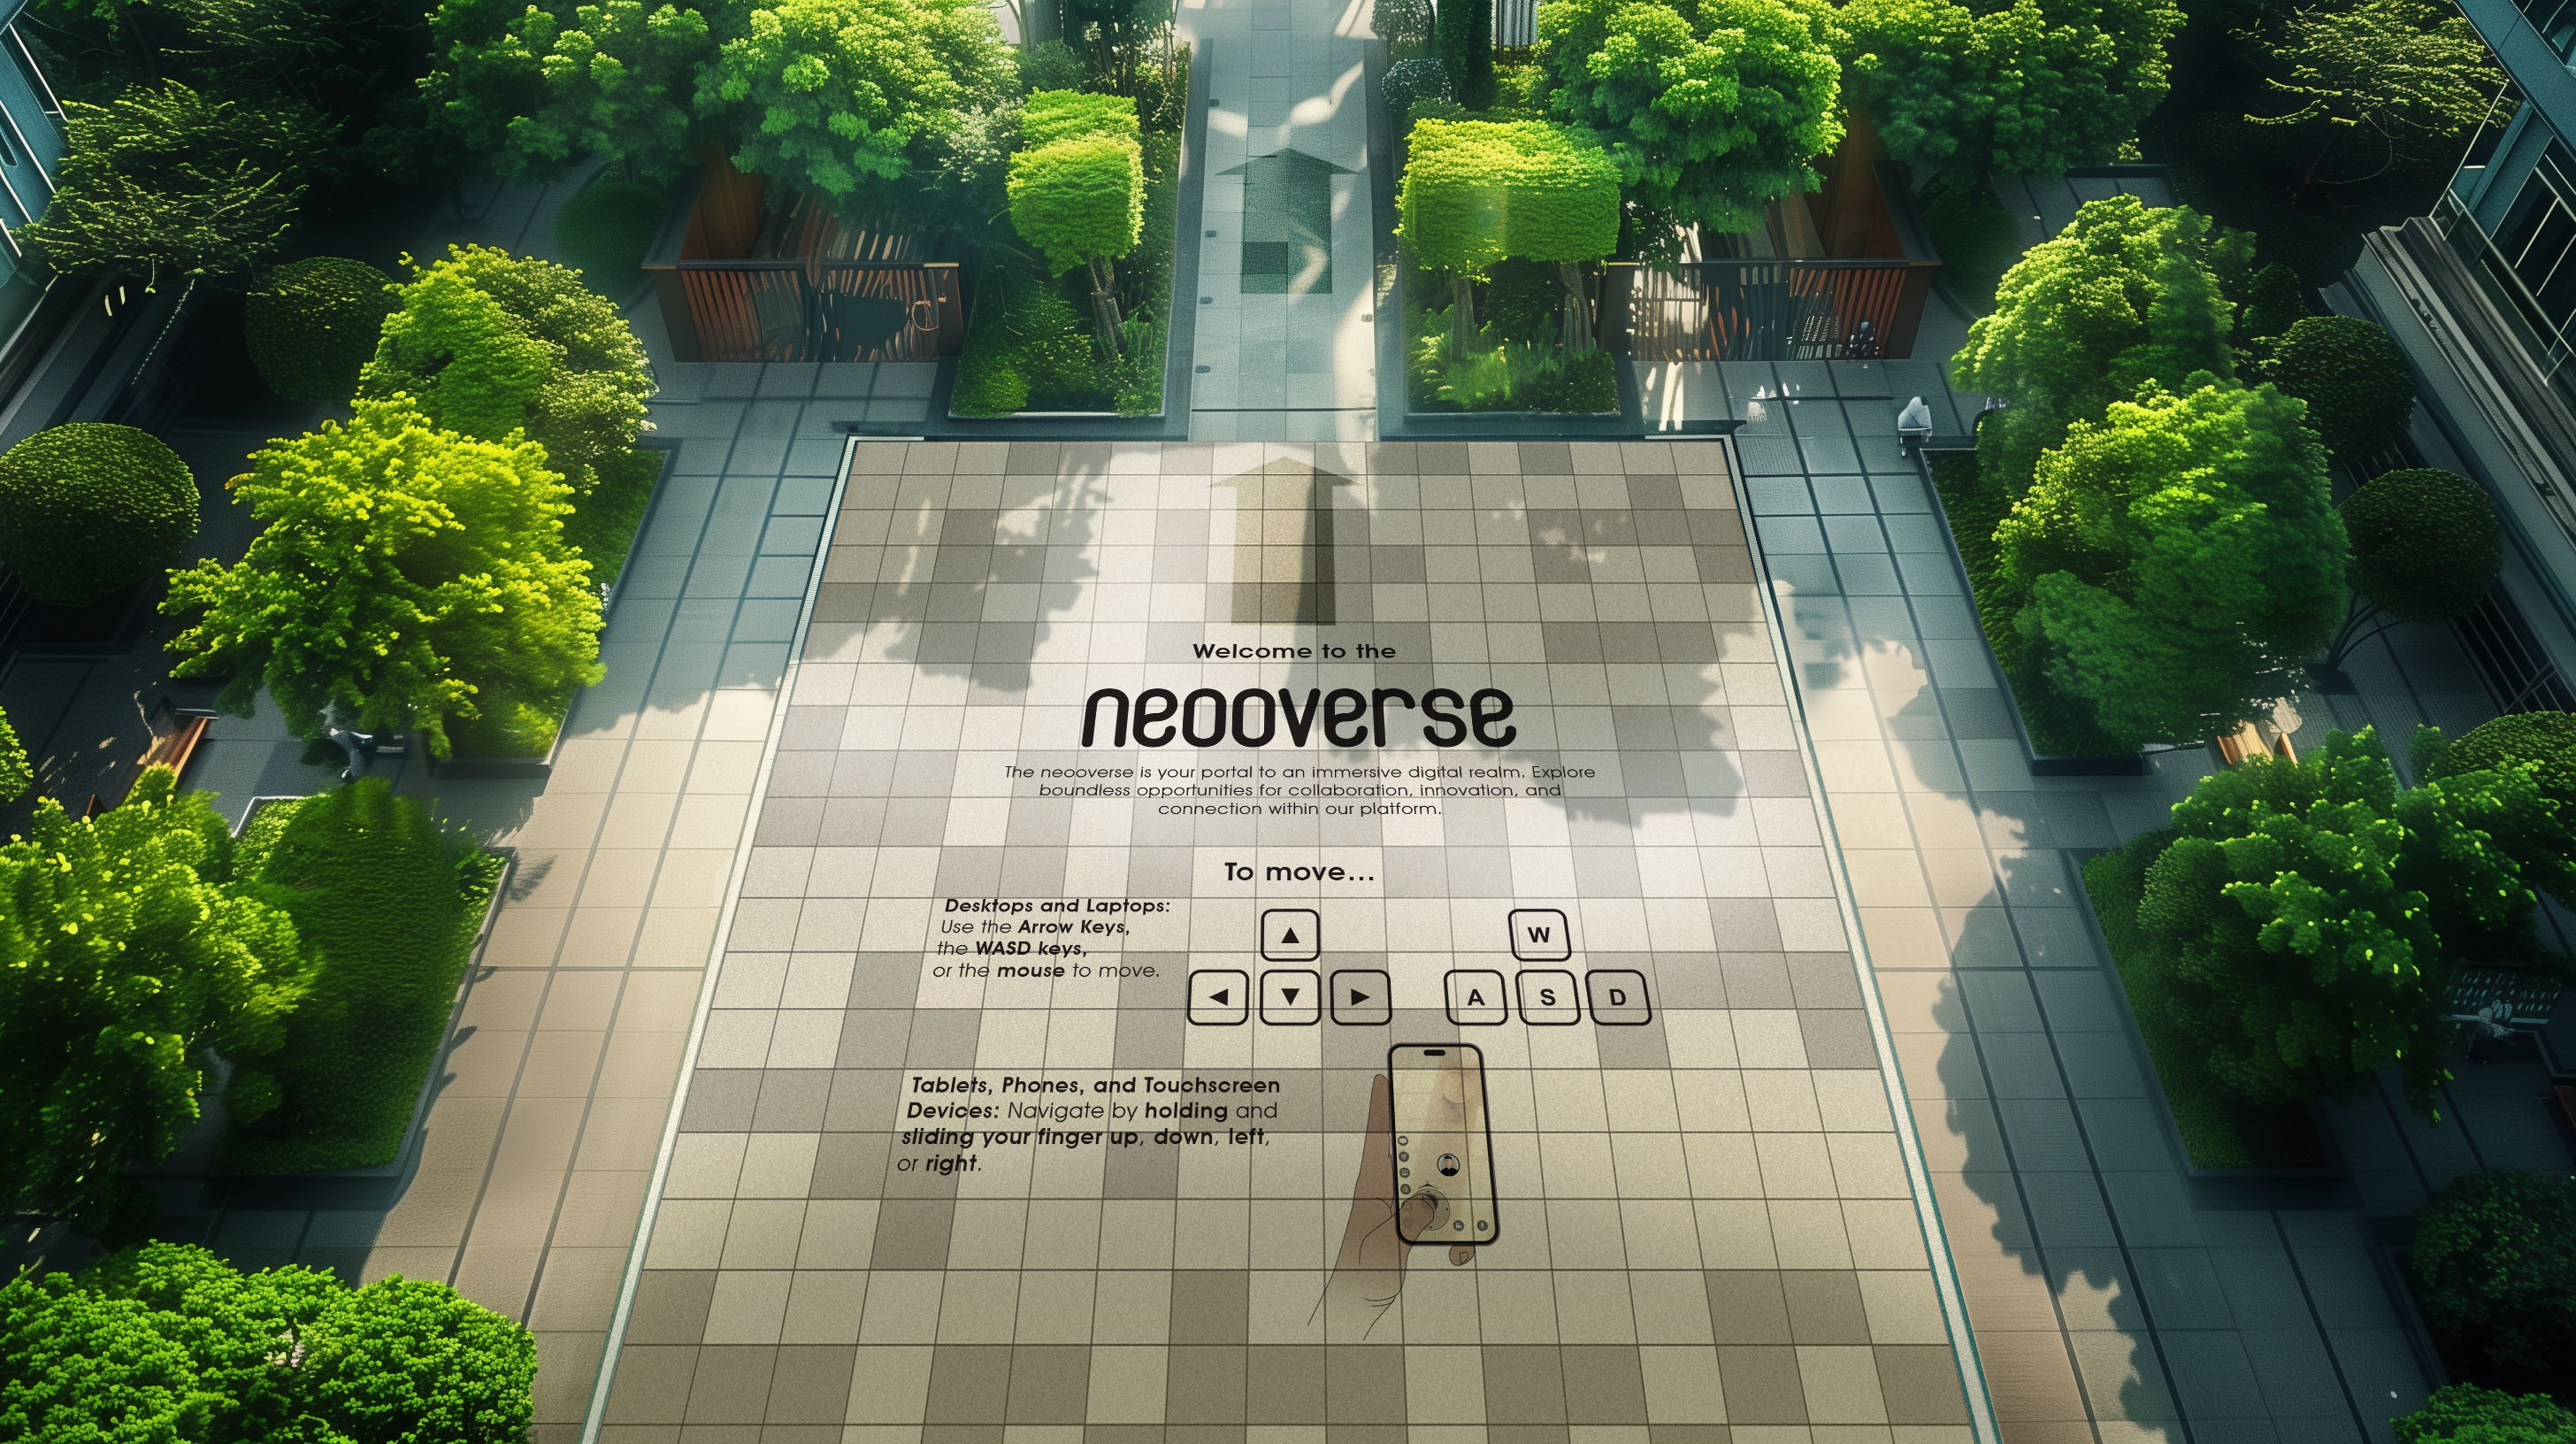 Welcome to the
neooverse
The neooverse is your portal to an immersive digital realm. Explore
boundless opportunities for collaboration, innovation, and
connection within our platform.
To move...
Desktops and Laptops:
Use the Arrow Keys,
the WASD keys,
or the mouse to move.
▲
W
◀ ▼ ▶
A S D
Tablets, Phones, and Touchscreen
Devices: Navigate by holding and
sliding your finger up, down, left,
or right.